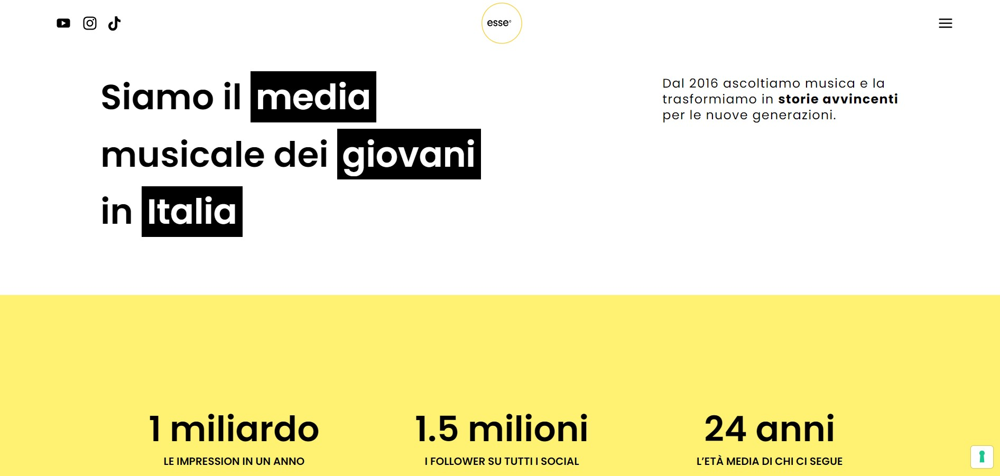 esse©
Siamo il media
musicale dei giovani
in Italia
Dal 2016 ascoltiamo musica e la
trasformiamo in storie avvincenti
per le nuove generazioni.
1 miliardo
LE IMPRESSION IN UN ANNO
1.5 milioni
I FOLLOWER SU TUTTI I SOCIAL
24 anni
L’ETÀ MEDIA DI CHI CI SEGUE